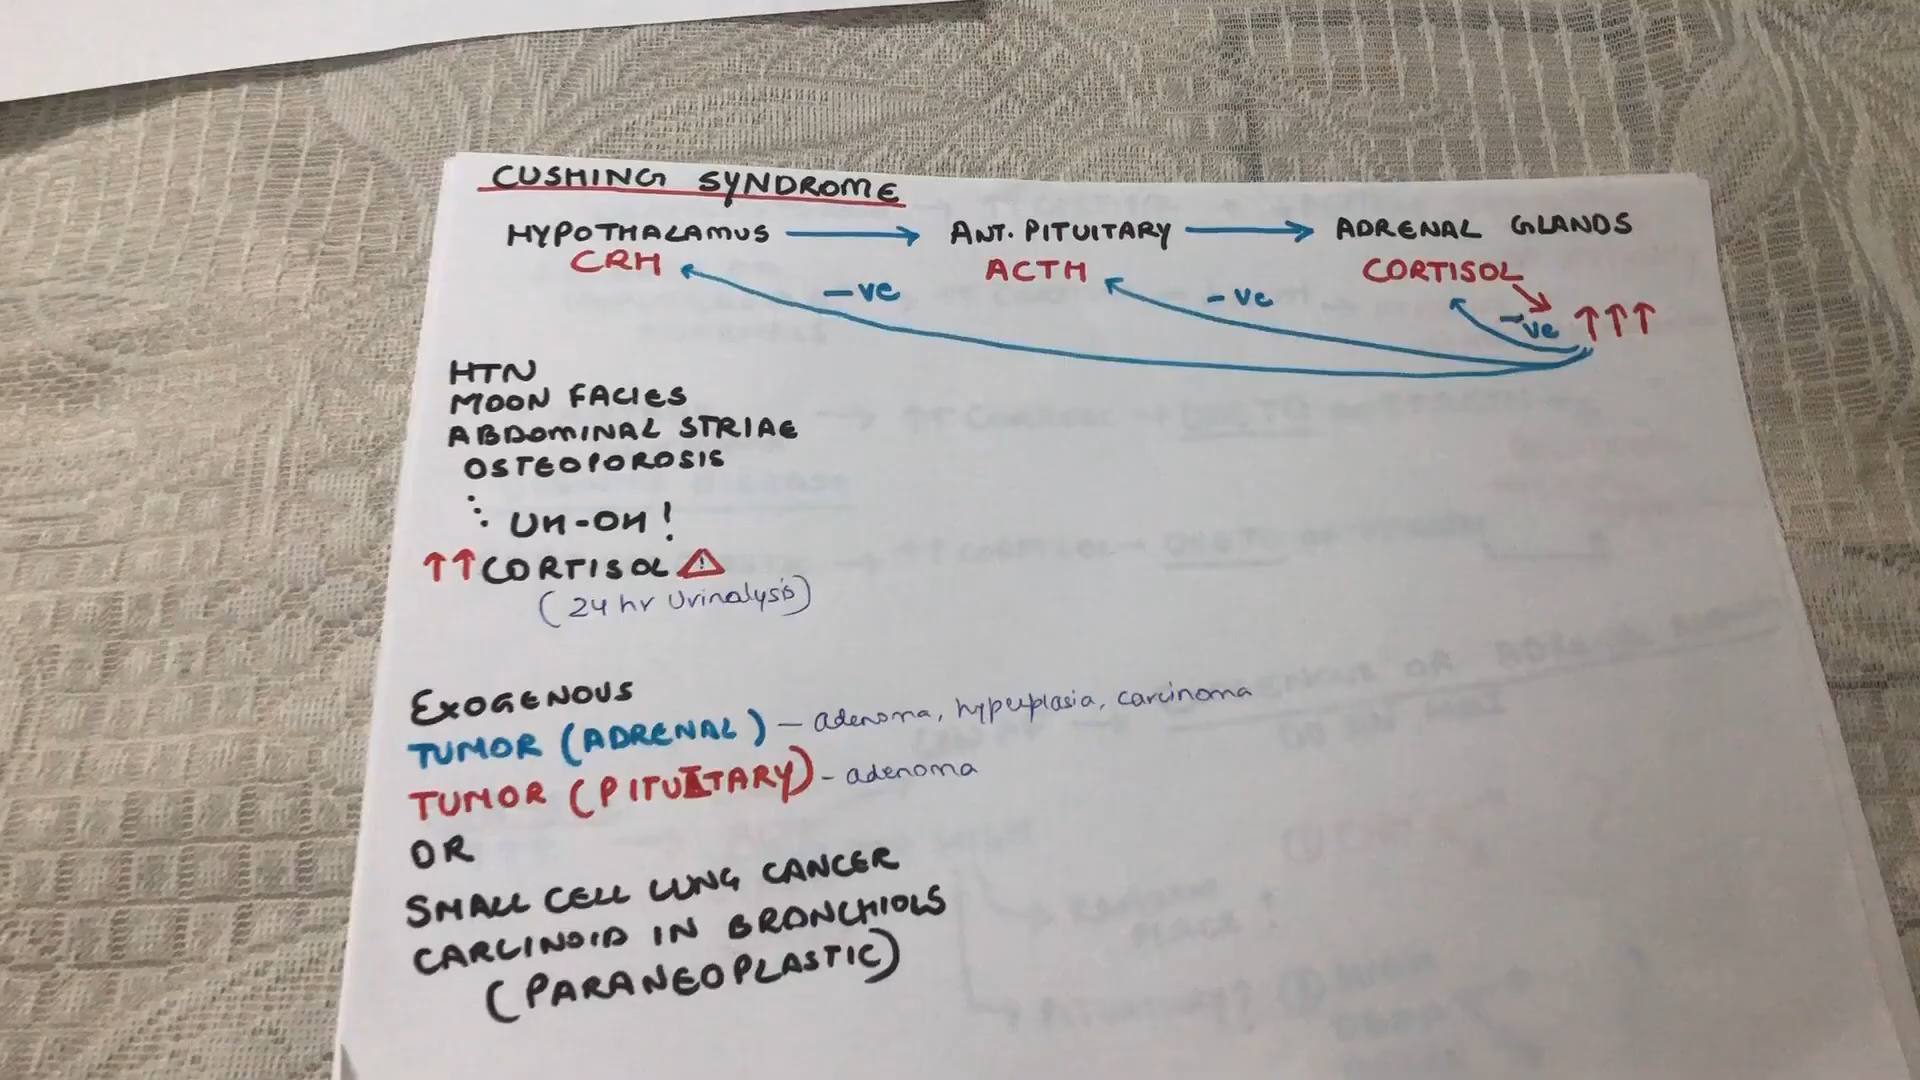 CUSHING SYNDROME
HYPOTHALAMUS → ANT. PITUITARY → ADRENAL GLANDS
CRH ACTH CORTISOL
-ve -ve -ve ↑↑↑
HTN
MOON FACIES
ABDOMINAL STRIAE
OSTEOPOROSIS
UH-OH!
↑↑ CORTISOL ⚠
(24 hr Urinalysis)
EXOGENOUS
TUMOR (ADRENAL) - adenoma, hyperplasia, carcinoma
TUMOR (PITUITARY) - adenoma
OR
SMALL CELL LUNG CANCER
CARCINOID IN BRONCHIOLS
(PARANEOPLASTIC)